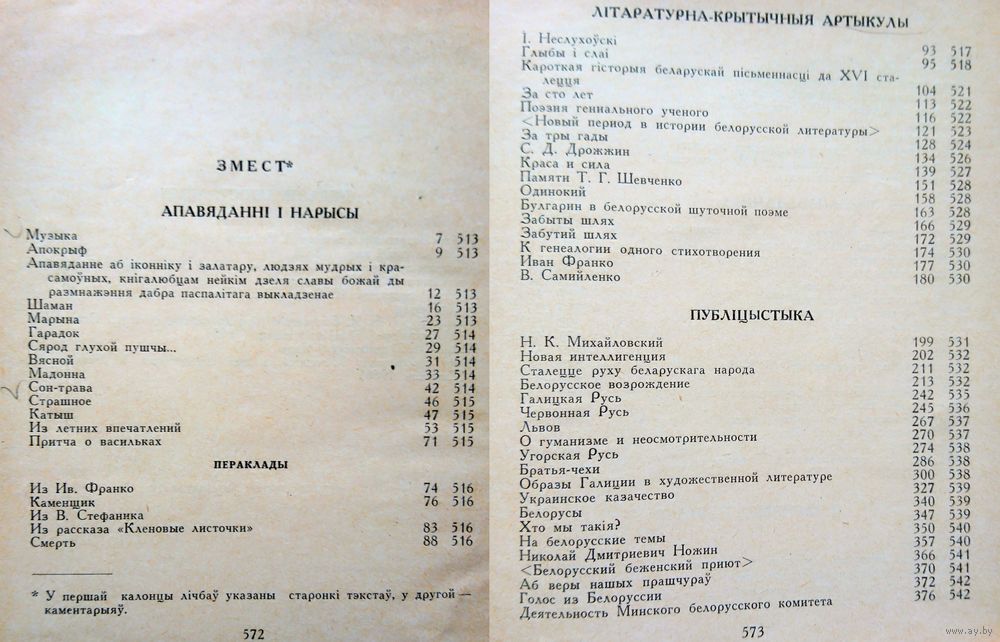 ЗМЕСТ*
АПАВЯДАННІ І НАРЫСЫ
Музыка 7 513
Апокрыф 9 513
Апавяданне аб іконніку і залатару, людзях мудрых і кра-
самоўных, кнігалюбцам нейкім дзеля славы божай ды
размнажэння дабра паспалітага выкладзенае 12 513
Шаман 16 513
Марына 23 513
Гарадок 27 514
Сярод глухой пушчы... 29 514
Вясной 31 514
Мадонна 33 514
Сон-трава 42 514
Страшное 46 515
Катыш 47 515
Из летних впечатлений 53 515
Притча о васильках 71 515
ПЕРАКЛАДЫ
Из Ив. Франко 74 516
Каменщик 76 516
Из В. Стефаника
Из рассказа «Кленовые листочки» 83 516
Смерть 88 516
* У першай калонцы лічбаў указаны старонкі тэкстаў, у другой —
каментарыяў.
572
ЛІТАРАТУРНА-КРЫТЫЧНЫЯ АРТЫКУЛЫ
І. Неслухоўскі 93 517
Глыбы і слаі 95 518
Кароткая гісторыя беларускай пісьменнасці да XVI ста-
лецця 104 521
За сто лет 113 522
Поэзия гениального ученого 116 522
<Новый период в истории белорусской литературы> 121 523
За тры гады 128 524
С. Д. Дрожжин 134 526
Краса и сила 139 527
Памяти Т. Г. Шевченко 151 528
Одинокий 158 528
Булгарин в белорусской шуточной поэме 163 528
Забыты шлях 166 529
Забутий шлях 172 529
К генеалогии одного стихотворения 174 530
Иван Франко 177 530
В. Самийленко 180 530
ПУБЛІЦЫСТЫКА
Н. К. Михайловский 199 531
Новая интеллигенция 202 532
Сталецце руху беларускага народа 211 532
Белорусское возрождение 213 532
Галицкая Русь 242 535
Червонная Русь 245 536
Львов 267 537
О гуманизме и неосмотрительности 270 537
Угорская Русь 274 538
Братья-чехи 286 538
Образы Галиции в художественной литературе 300 538
Украинское казачество 327 539
Белорусы 340 539
Хто мы такія? 347 539
На белорусские темы 350 540
Николай Дмитриевич Ножин 357 540
<Белорусский беженский приют> 366 541
Аб веры нашых прашчураў 370 541
Голос из Белоруссии 372 542
Деятельность Минского белорусского комитета 376 542
573
www.ay.by